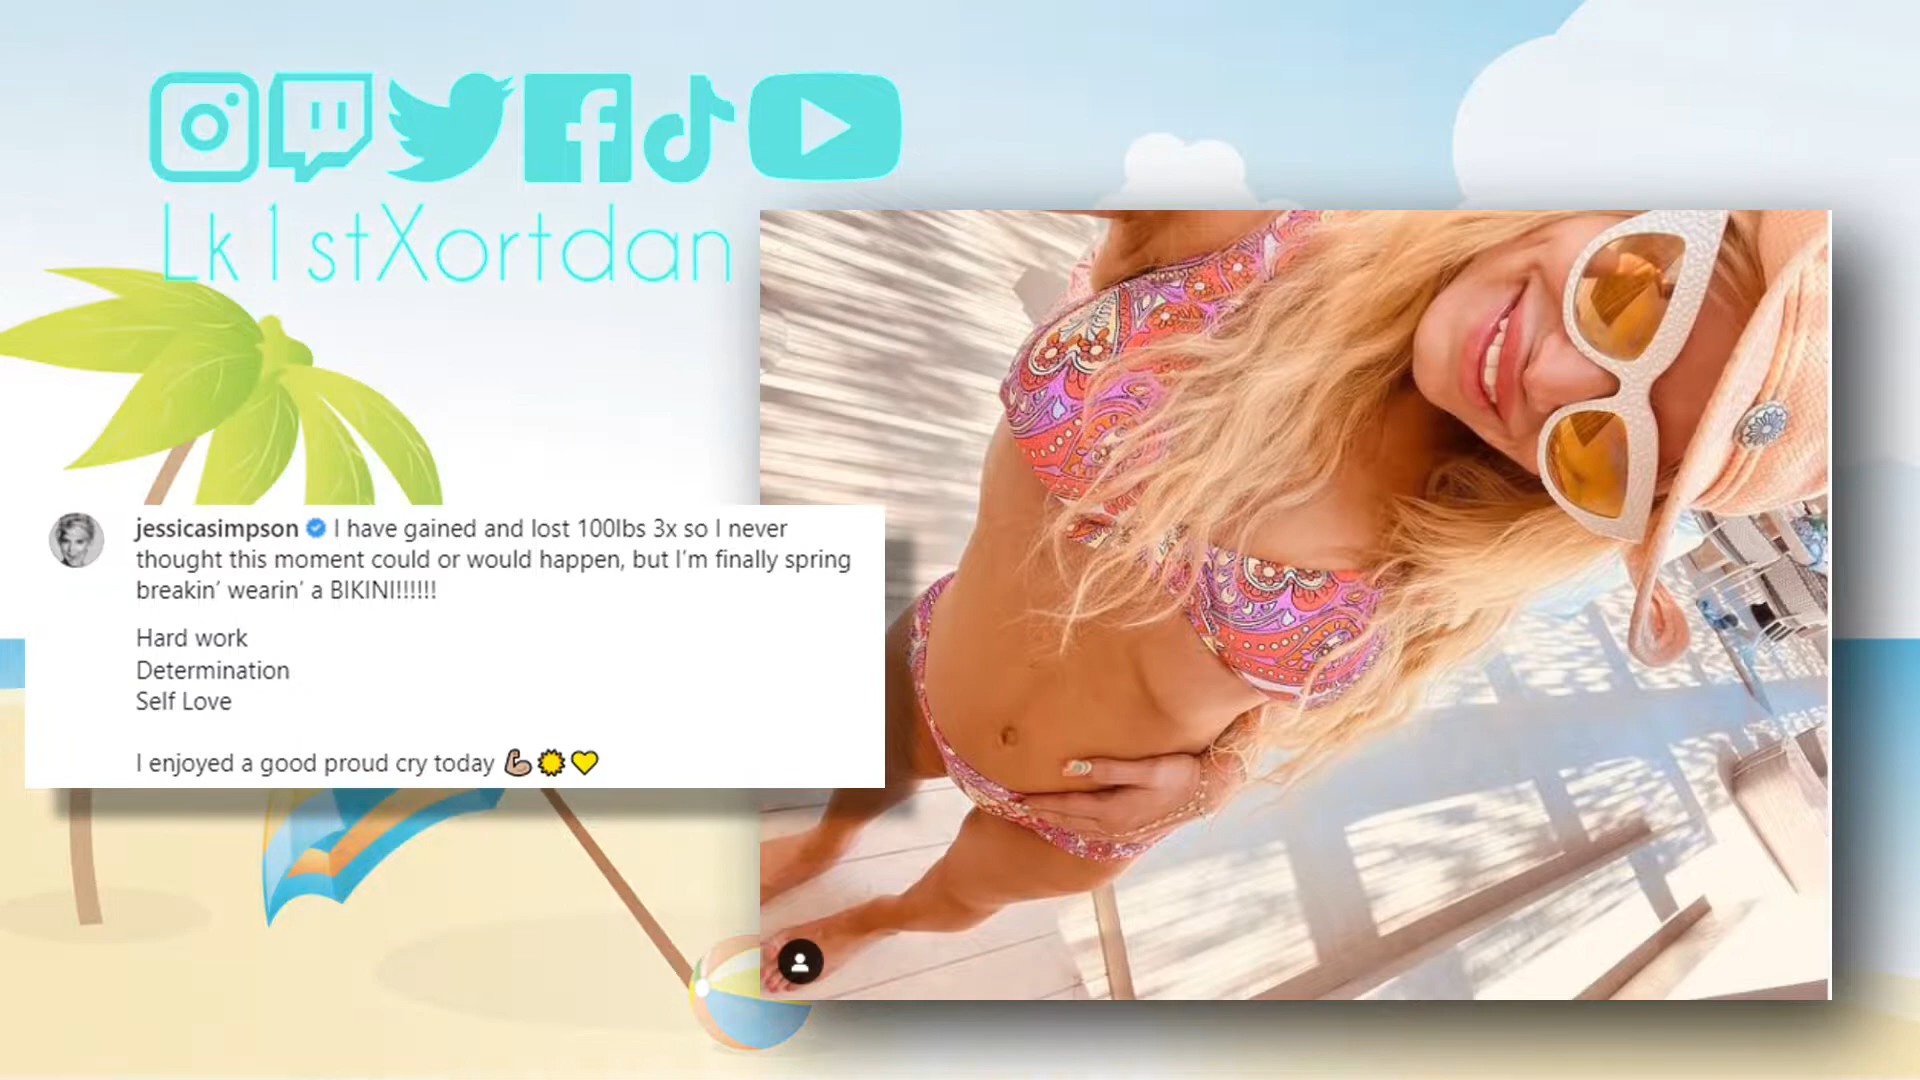 Lk1stXortdan
jessicasimpson I have gained and lost 100lbs 3x so I never
thought this moment could or would happen, but I’m finally spring
breakin’ wearin’ a BIKINI!!!!!!
Hard work
Determination
Self Love
I enjoyed a good proud cry today 💪🏼☀️💛